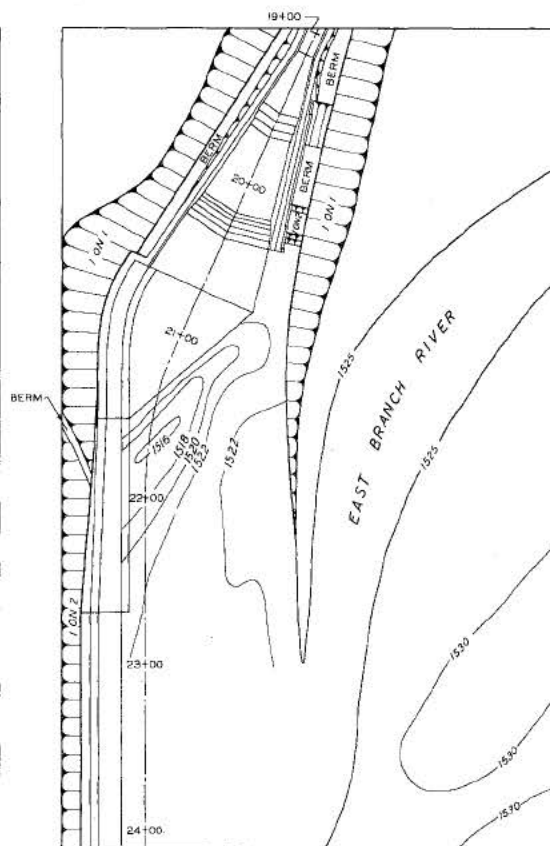 19+00
BERM
BERM
20+00
BERM
1 ON 2
1 ON 1
1 ON 1
21+00
1525
EAST BRANCH RIVER
1525
BERM
1516
1518
1520
1522
1522
22+00
1 ON 2
23+00
1530
1530
1530
24+00